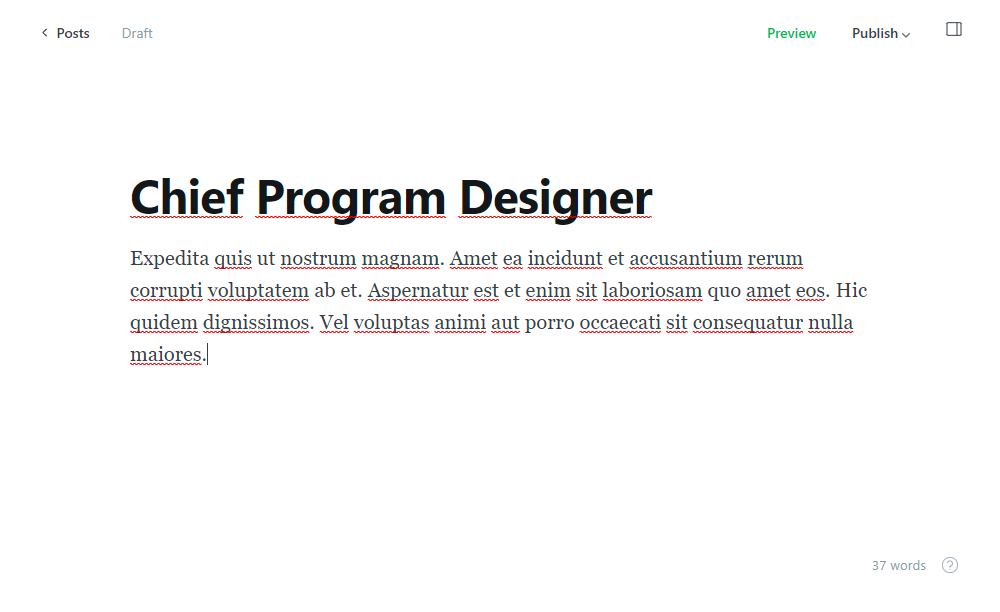 Posts
Draft
Preview
Publish
Chief Program Designer
Expedita quis ut nostrum magnam. Amet ea incidunt et accusantium rerum
corrupti voluptatem ab et. Aspernatur est et enim sit laboriosam quo amet eos. Hic
quidem dignissimos. Vel voluptas animi aut porro occaecati sit consequatur nulla
maiores.
37 words
?